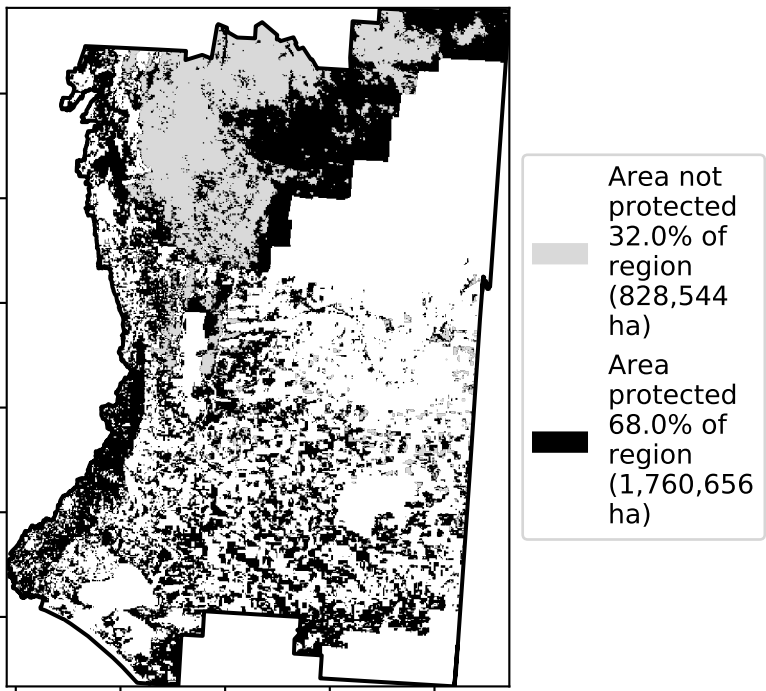 Area not
protected
32.0% of
region
(828,544
ha)
Area
protected
68.0% of
region
(1,760,656
ha)